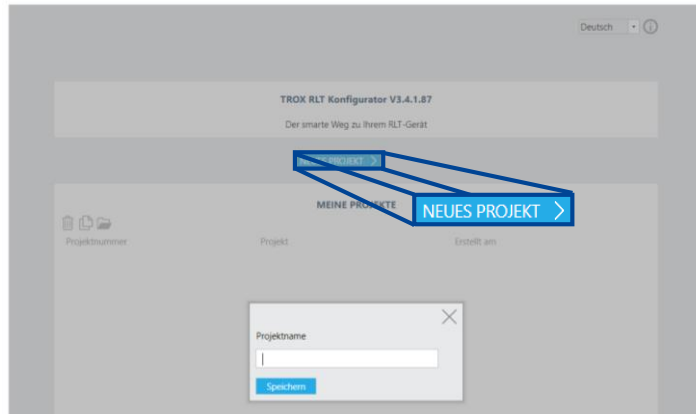 Deutsch
TROX RLT Konfigurator V3.4.1.87
Der smarte Weg zu Ihrem RLT-Gerät
NEUES PROJEKT
NEUES PROJEKT
MEINE PROJEKTE
Projektnummer Projekt Erstellt am
Projektname
Speichern